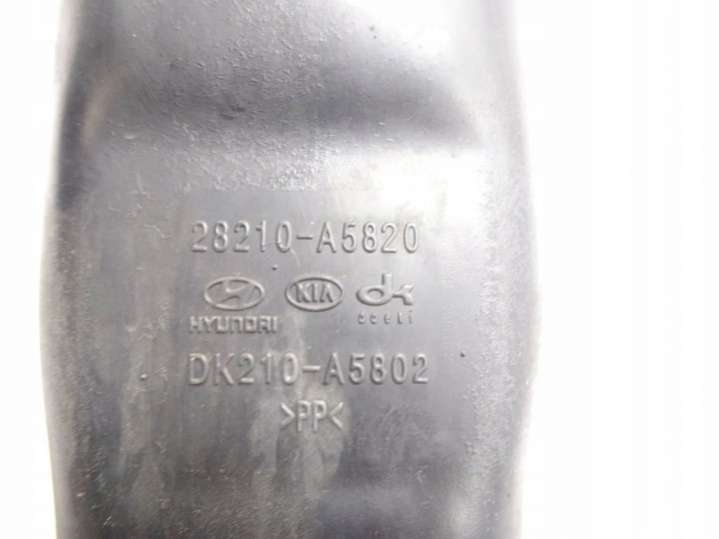 28210-A5820
KIA dk
HYUNDAI
DK210-A5802
>PP<